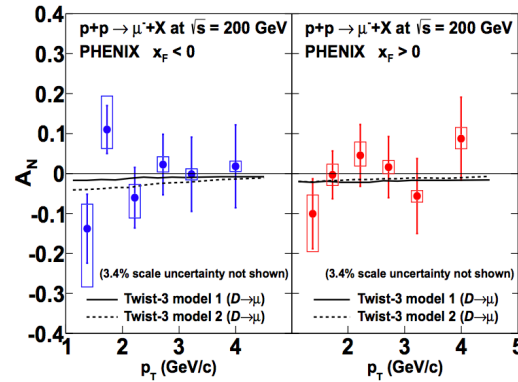 p+p → μ⁻+X at √s = 200 GeV
PHENIX x_F < 0
p+p → μ⁻+X at √s = 200 GeV
PHENIX x_F > 0
0.4
0.3
0.2
0.1
0
-0.1
-0.2
-0.3
-0.4
A_N
(3.4% scale uncertainty not shown)
Twist-3 model 1 (D→μ)
Twist-3 model 2 (D→μ)
(3.4% scale uncertainty not shown)
Twist-3 model 1 (D→μ)
Twist-3 model 2 (D→μ)
1 2 3 4
2 3 4 5
p_T (GeV/c)
p_T (GeV/c)